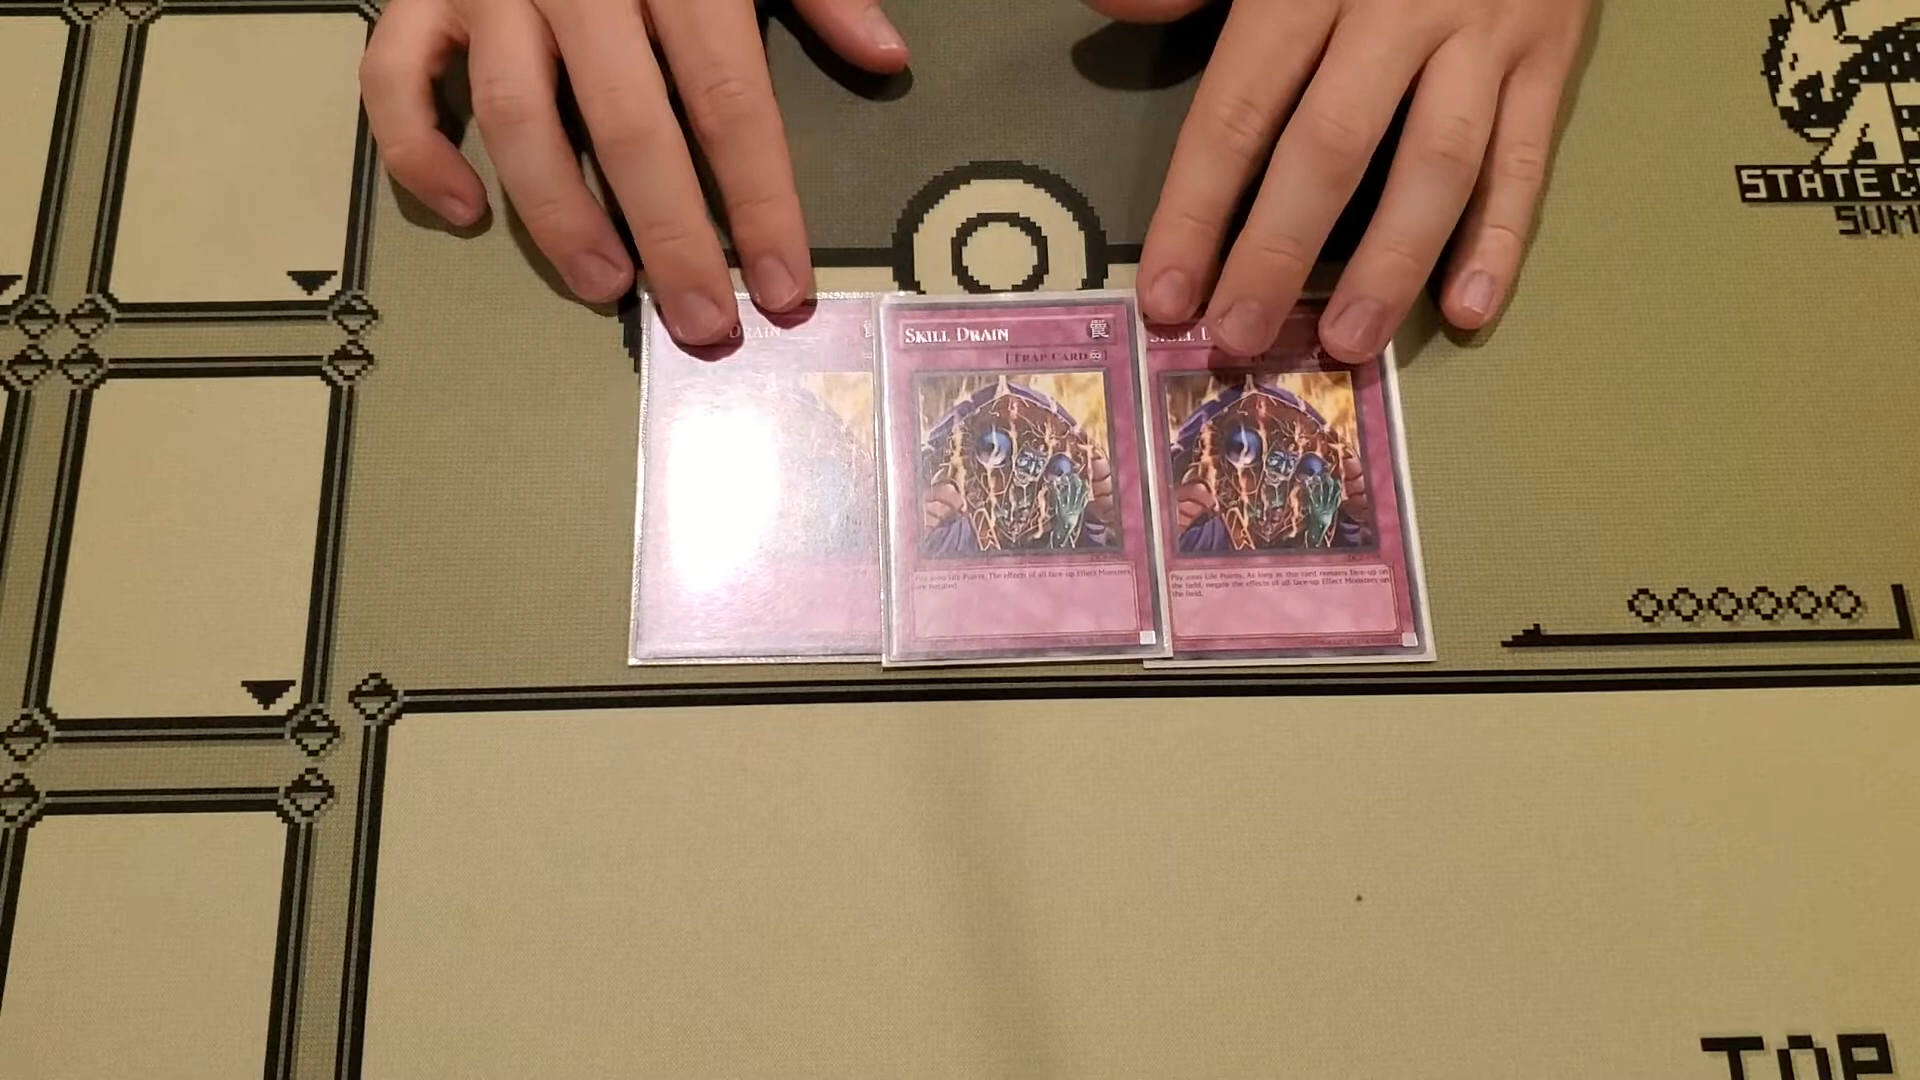 STATE
SUM
DRAIN
SKILL DRAIN
[TRAP CARD
SKILL D
Pay 1000 Life Points. The effects of all face-up Effect Monsters
are negated.
Pay 1000 Life Points. As long as this card remains face-up on
the field, negate the effects of all face-up Effect Monsters on
the field.
TOP